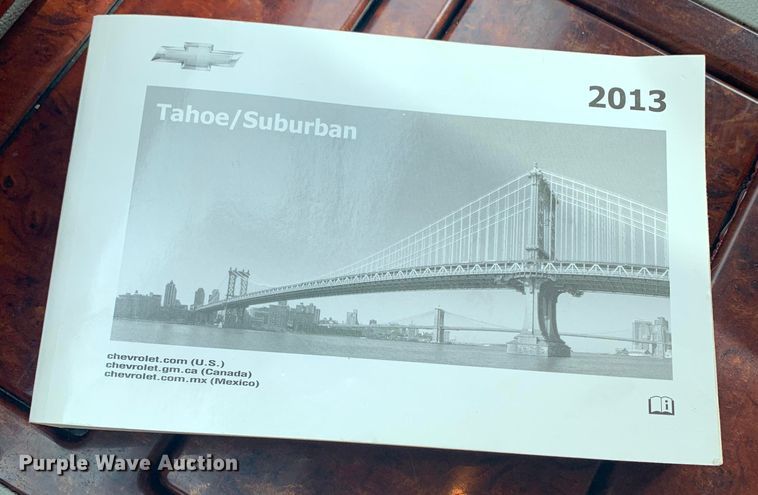 2013
Tahoe/Suburban
chevrolet.com (U.S.)
chevrolet.gm.ca (Canada)
chevrolet.com.mx (Mexico)
i
Purple Wave Auction